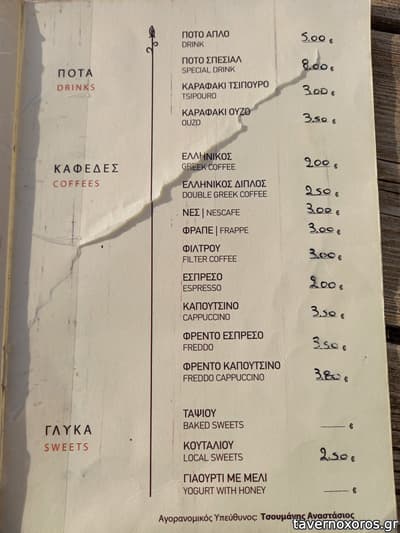 ΠΟΤΑ
DRINKS
ΠΟΤΟ ΑΠΛΟ 5.00 €
DRINK
ΠΟΤΟ ΣΠΕΣΙΑΛ 8.00 €
SPECIAL DRINK
ΚΑΡΑΦΑΚΙ ΤΣΙΠΟΥΡΟ 3.00 €
TSIPOURO
ΚΑΡΑΦΑΚΙ ΟΥΖΟ 3.50 €
OUZO
ΚΑΦΕΔΕΣ
COFFEES
ΕΛΛΗΝΙΚΟΣ 2.00 €
GREEK COFFEE
ΕΛΛΗΝΙΚΟΣ ΔΙΠΛΟΣ 2.50 €
DOUBLE GREEK COFFEE
ΝΕΣ | NESCAFE 3.00 €
ΦΡΑΠΕ | FRAPPE 3.00 €
ΦΙΛΤΡΟΥ 3.00 €
FILTER COFFEE
ΕΣΠΡΕΣΟ 2.00 €
ESPRESSO
ΚΑΠΟΥΤΣΙΝΟ 3.50 €
CAPPUCCINO
ΦΡΕΝΤΟ ΕΣΠΡΕΣΟ 3.50 €
FREDDO
ΦΡΕΝΤΟ ΚΑΠΟΥΤΣΙΝΟ 3.80 €
FREDDO CAPPUCCINO
ΓΛΥΚΑ
SWEETS
ΤΑΨΙΟΥ — €
BAKED SWEETS
ΚΟΥΤΑΛΙΟΥ 2.50 €
LOCAL SWEETS
ΓΙΑΟΥΡΤΙ ΜΕ ΜΕΛΙ — €
YOGURT WITH HONEY
Αγορανομικός Υπεύθυνος: Τσουμάνης Αναστάσιος
tavernoxoros.gr